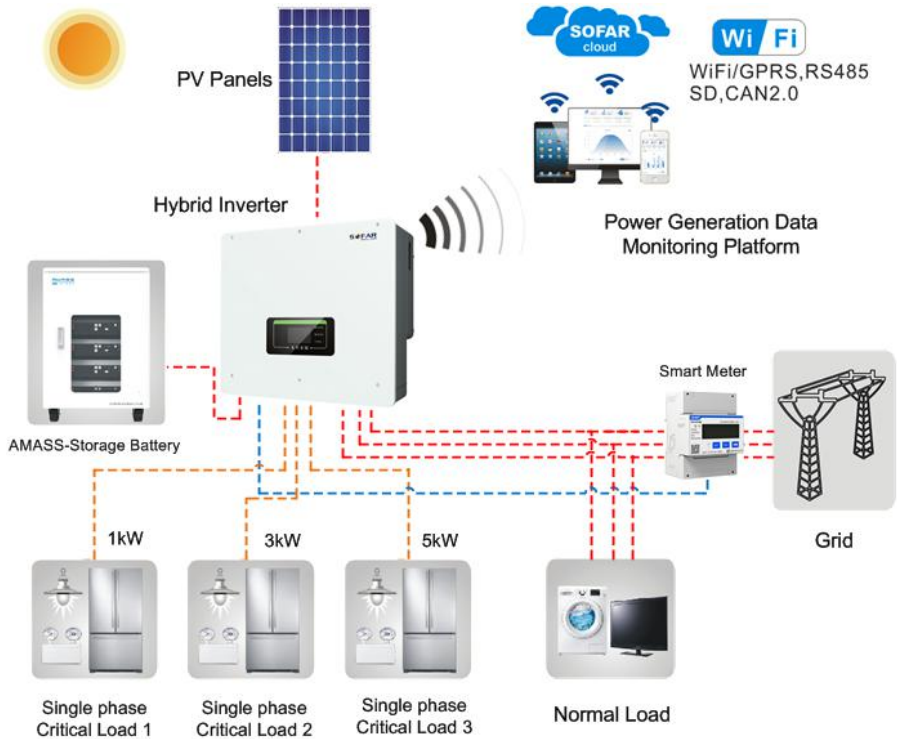 SOFAR
cloud
Wi Fi
WiFi/GPRS,RS485
SD,CAN2.0
PV Panels
Hybrid Inverter
SOFAR
Power Generation Data
Monitoring Platform
AMASS-Storage Battery
Smart Meter
Grid
1kW
3kW
5kW
Single phase
Critical Load 1
Single phase
Critical Load 2
Single phase
Critical Load 3
Normal Load